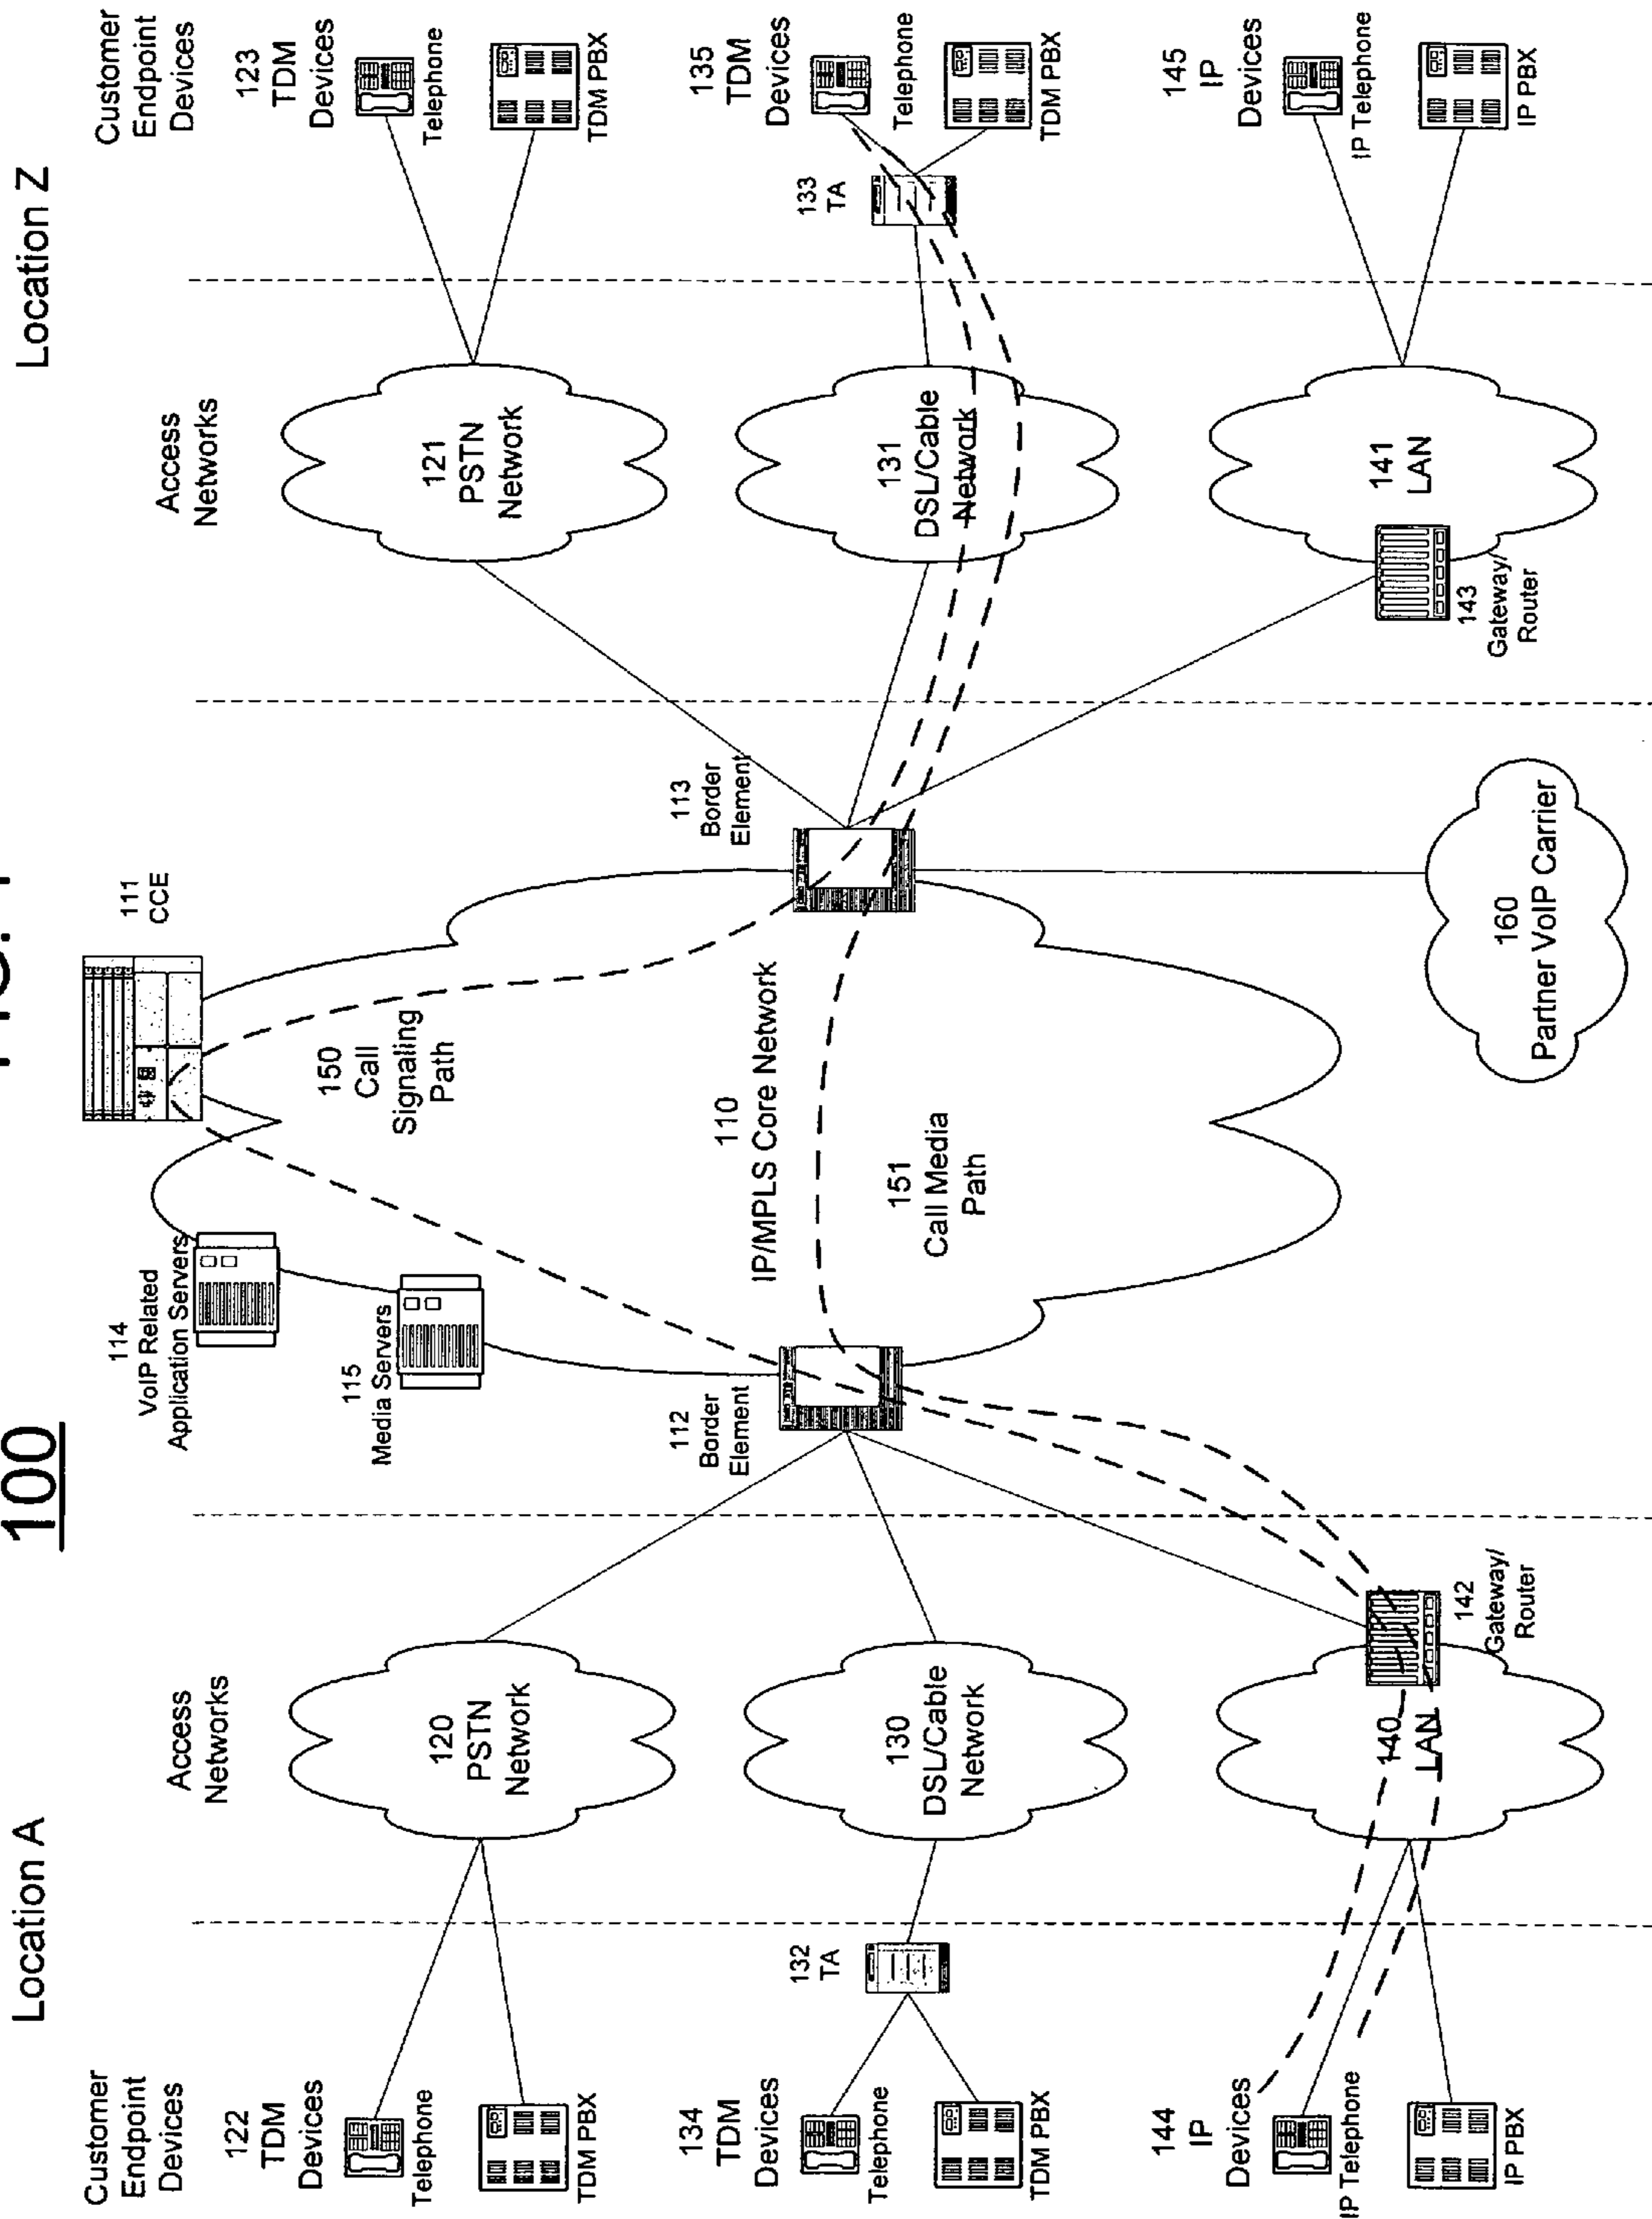 100
Location A
Location Z
Customer
Endpoint
Devices
Access
Networks
Access
Networks
Customer
Endpoint
Devices
111
CCE
114
VoIP Related
Application Servers
115
Media Servers
150
Call
Signaling
Path
122
TDM
Devices
Telephone
TDM PBX
120
PSTN
Network
121
PSTN
Network
123
TDM
Devices
Telephone
TDM PBX
112
Border
Element
110
IP/MPLS Core Network
113
Border
Element
151
Call Media
Path
134
TDM
Devices
Telephone
TDM PBX
132
TA
130
DSL/Cable
Network
131
DSL/Cable
Network
133
TA
135
TDM
Devices
Telephone
TDM PBX
144
IP
Devices
IP Telephone
IP PBX
140
LAN
142
Gateway/
Router
160
Partner VoIP Carrier
141
LAN
143
Gateway/
Router
145
IP
Devices
IP Telephone
IP PBX